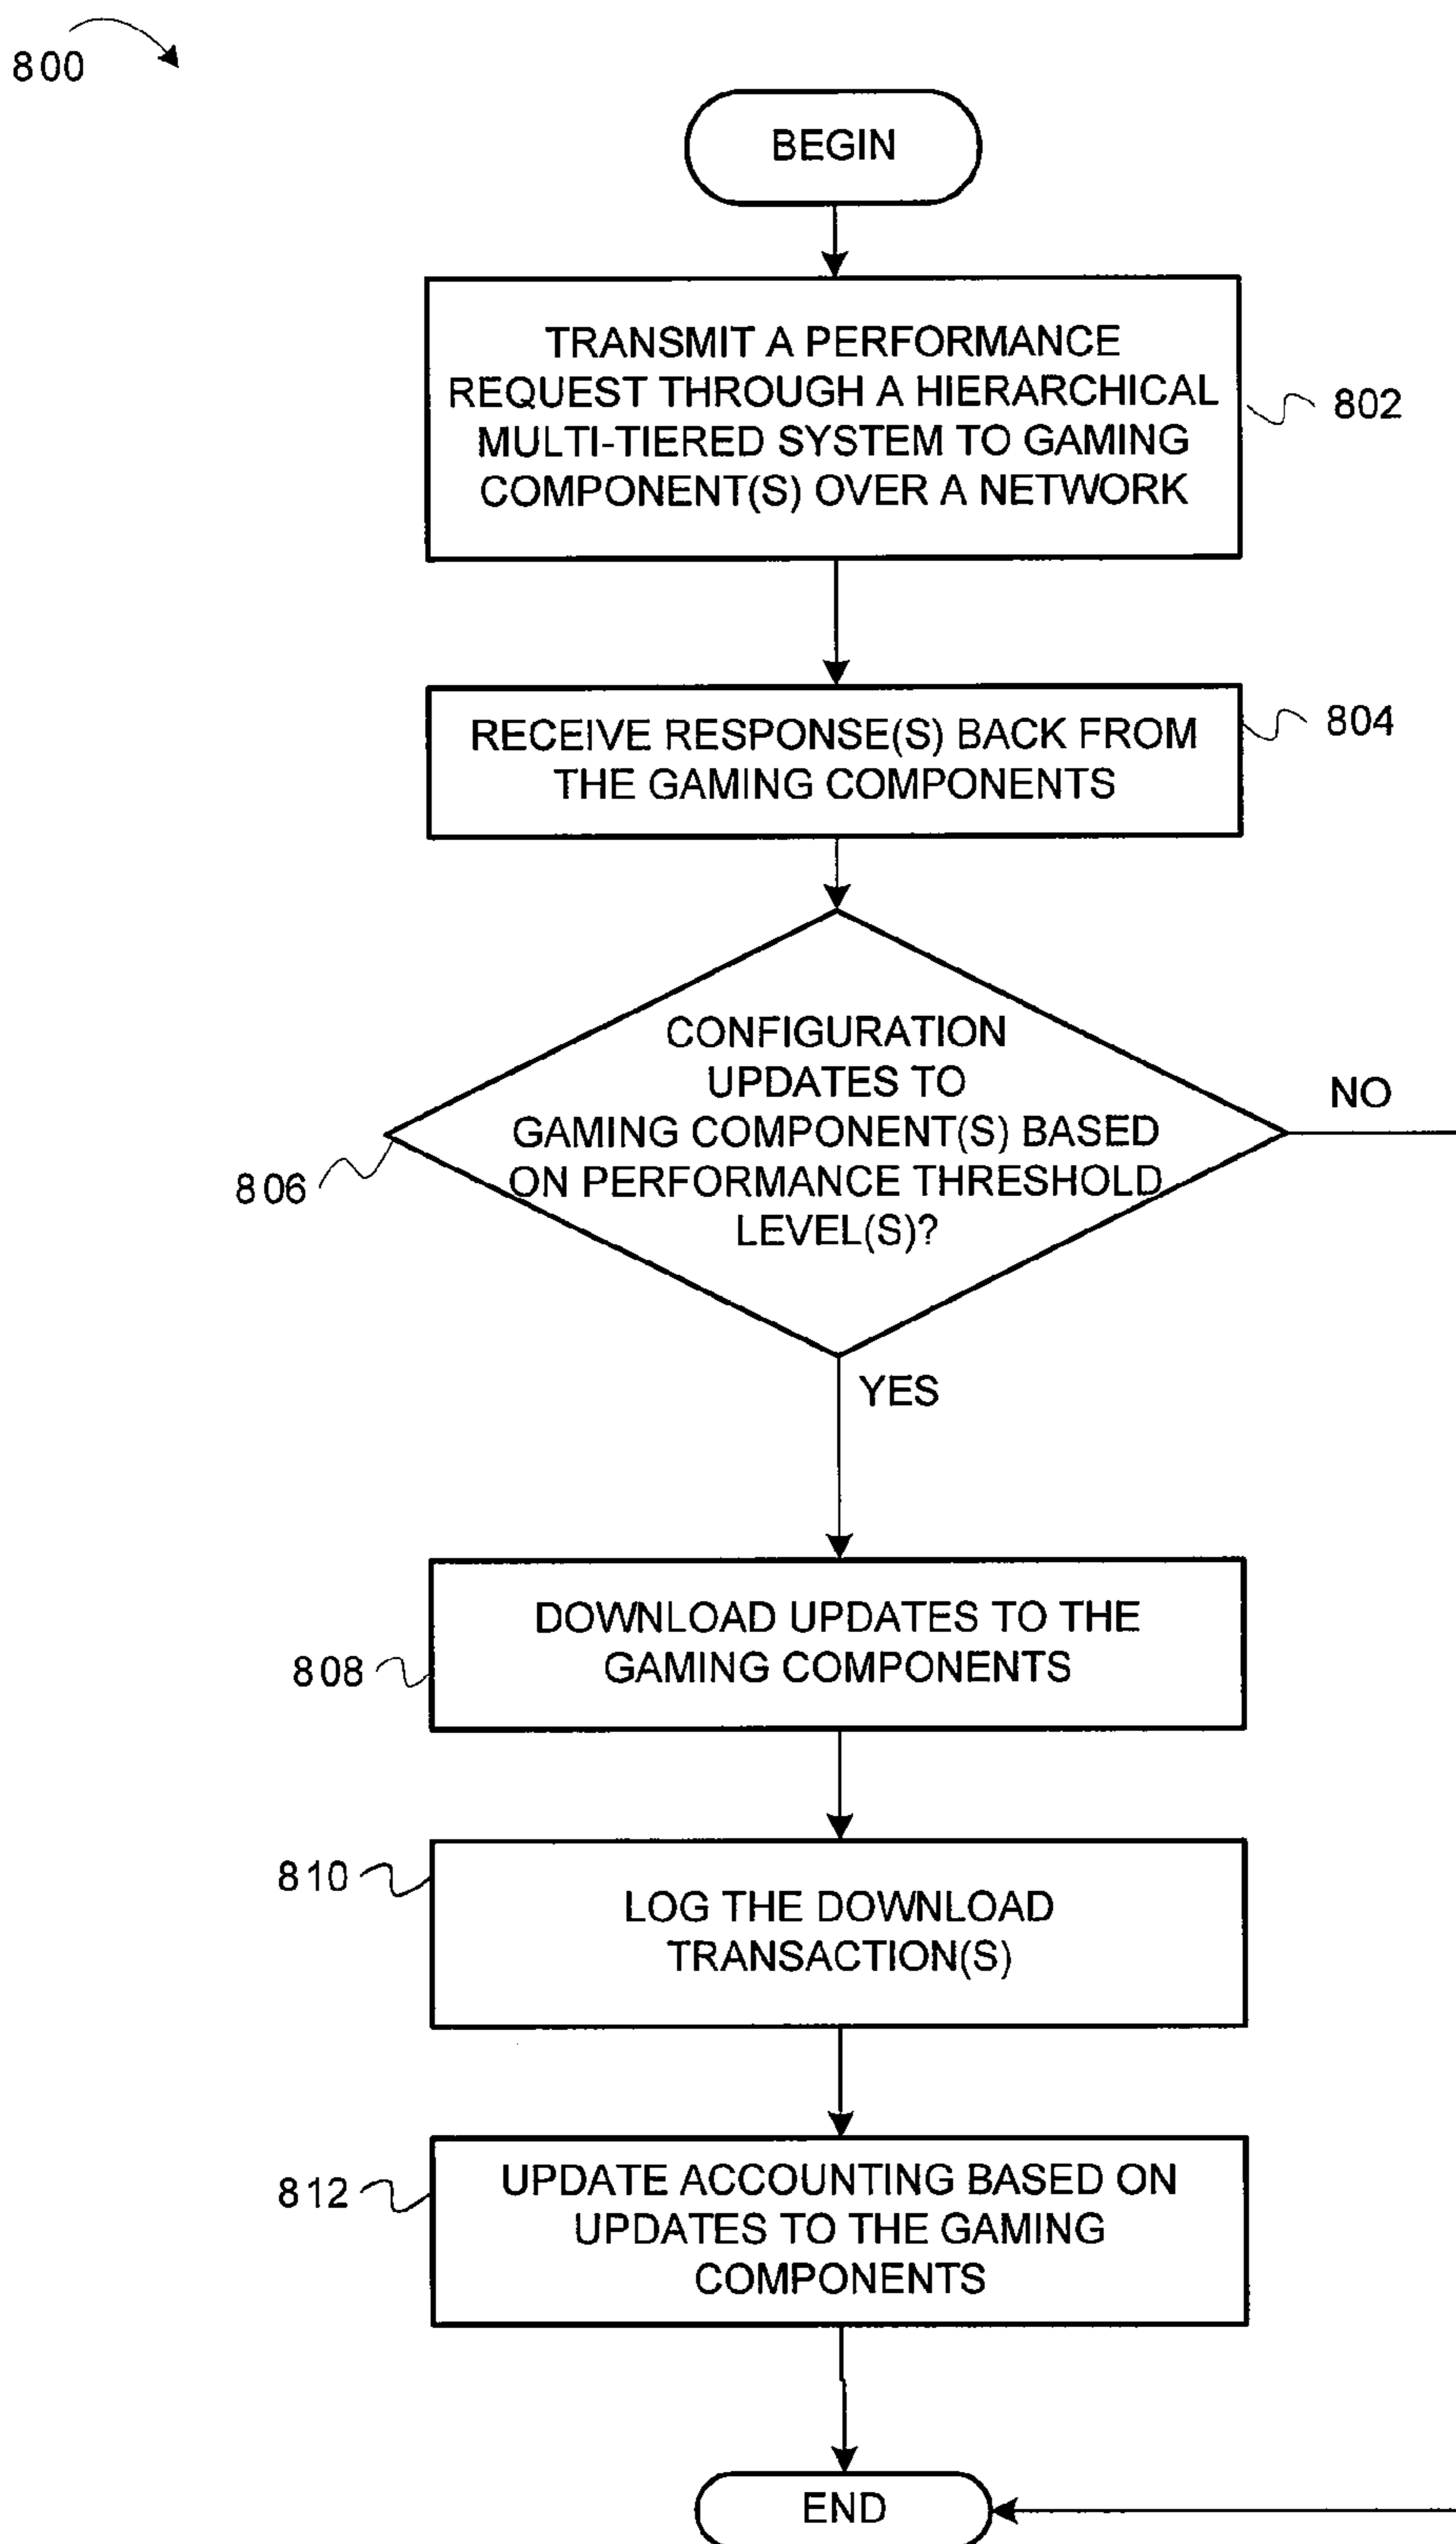 800
BEGIN
TRANSMIT A PERFORMANCE
REQUEST THROUGH A HIERARCHICAL
MULTI-TIERED SYSTEM TO GAMING
COMPONENT(S) OVER A NETWORK
802
RECEIVE RESPONSE(S) BACK FROM
THE GAMING COMPONENTS
804
CONFIGURATION
UPDATES TO
GAMING COMPONENT(S) BASED
ON PERFORMANCE THRESHOLD
LEVEL(S)?
806
NO
YES
DOWNLOAD UPDATES TO THE
GAMING COMPONENTS
808
LOG THE DOWNLOAD
TRANSACTION(S)
810
UPDATE ACCOUNTING BASED ON
UPDATES TO THE GAMING
COMPONENTS
812
END